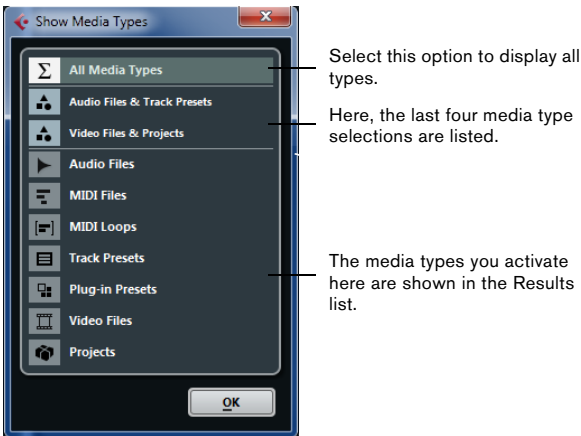 Show Media Types
All Media Types
Audio Files & Track Presets
Video Files & Projects
Audio Files
MIDI Files
MIDI Loops
Track Presets
Plug-in Presets
Video Files
Projects
OK
Select this option to display all
types.
Here, the last four media type
selections are listed.
The media types you activate
here are shown in the Results
list.